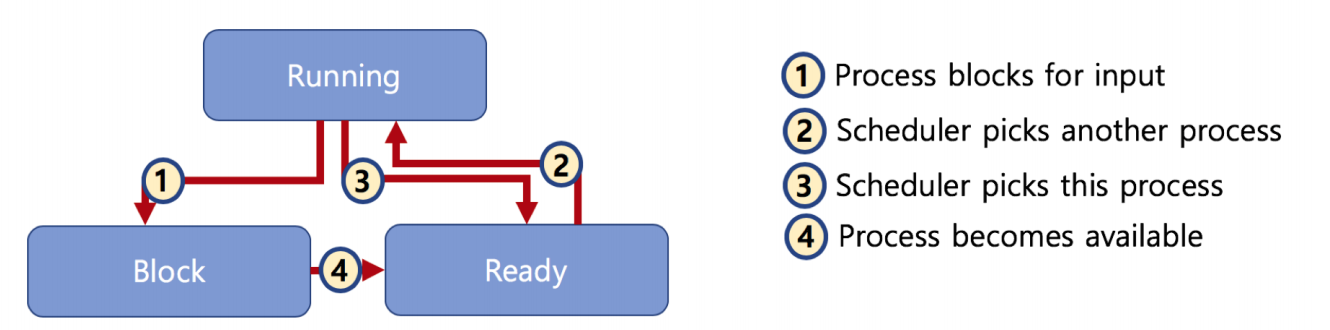 Running
1
2
3
Block
4
Ready
1 Process blocks for input
2 Scheduler picks another process
3 Scheduler picks this process
4 Process becomes available